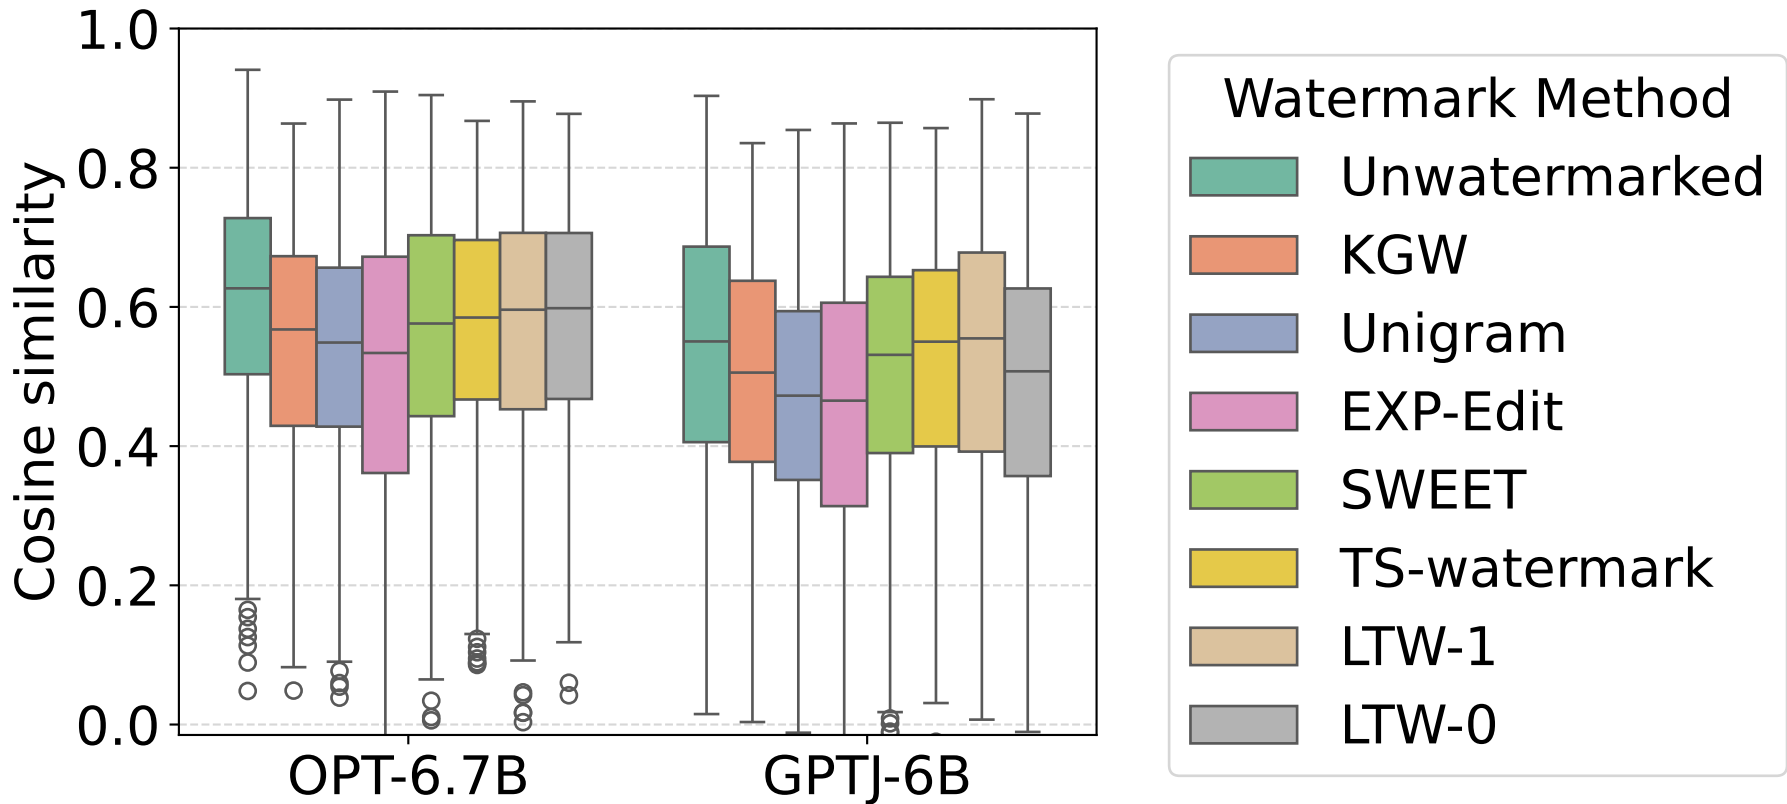 1.0
0.8
0.6
0.4
0.2
0.0
Cosine similarity
OPT-6.7B
GPTJ-6B
Watermark Method
Unwatermarked
KGW
Unigram
EXP-Edit
SWEET
TS-watermark
LTW-1
LTW-0